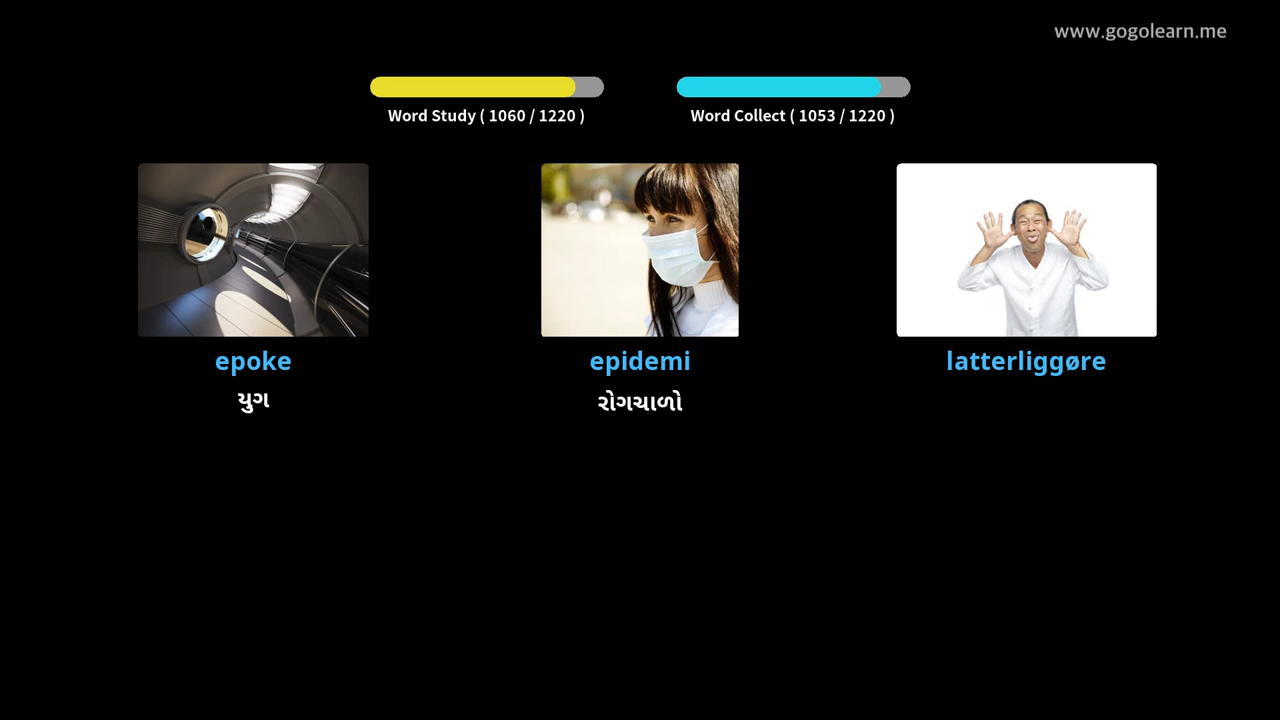 www.gogolearn.me
Word Study ( 1060 / 1220 )
Word Collect ( 1053 / 1220 )
epoke
epidemi
latterliggøre
યુગ
રોગચાળો